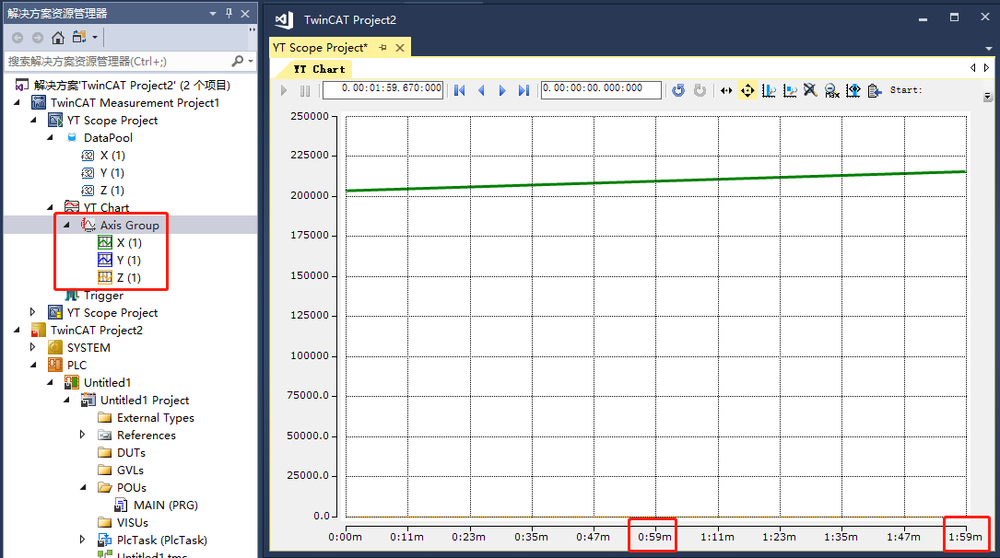 解决方案资源管理器
搜索解决方案资源管理器(Ctrl+;)
解决方案'TwinCAT Project2' (2 个项目)
TwinCAT Measurement Project1
YT Scope Project
DataPool
X (1)
Y (1)
Z (1)
YT Chart
Axis Group
X (1)
Y (1)
Z (1)
Trigger
YT Scope Project
TwinCAT Project2
SYSTEM
PLC
Untitled1
Untitled1 Project
External Types
References
DUTs
GVLs
POUs
MAIN (PRG)
VISUs
PlcTask (PlcTask)
Untitled1.tmc
TwinCAT Project2
YT Scope Project*
YT Chart
0.00:01:59.670:000
0.00:00:00.000:000
Max
Start:
250000
225000
200000
175000
150000
125000
100000
75000.0
50000.0
25000.0
0.0
0:00m 0:11m 0:23m 0:35m 0:47m 0:59m 1:11m 1:23m 1:35m 1:47m 1:59m